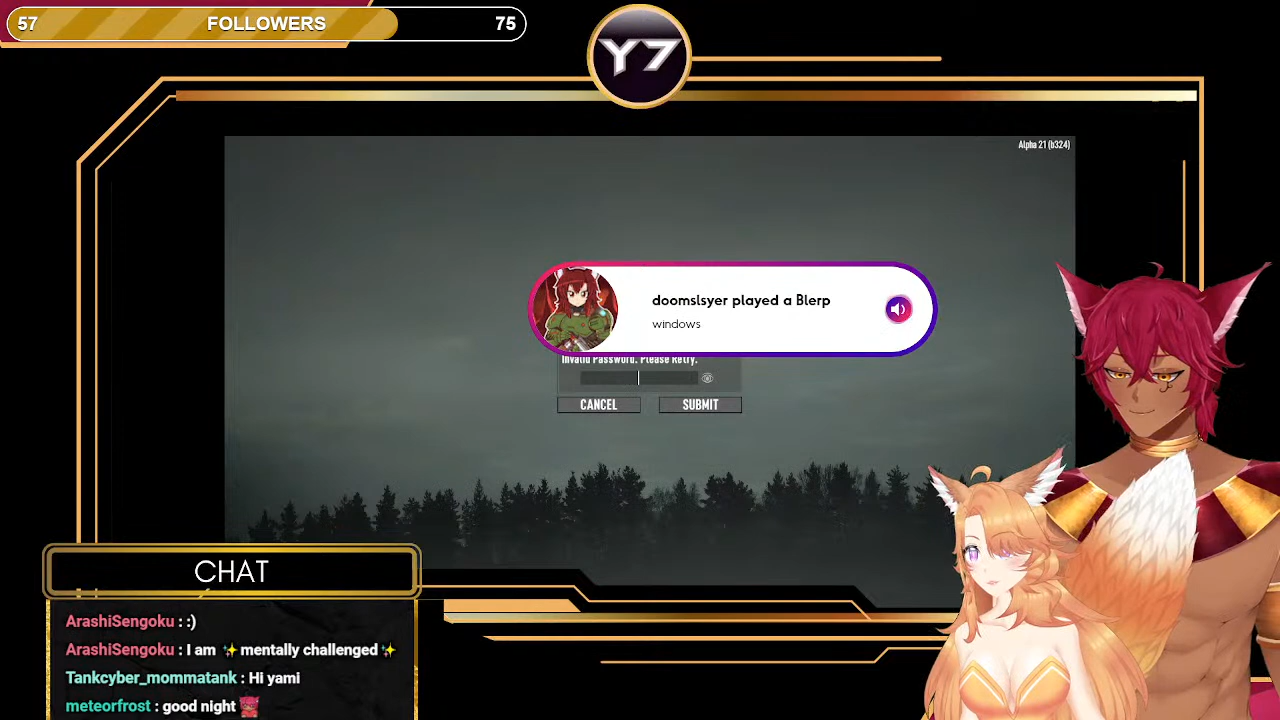 57 FOLLOWERS 75
Y7
Alpha 21 (b324)
doomslsyer played a Blerp
windows
Invalid Password. Please Retry.
CANCEL SUBMIT
CHAT
ArashiSengoku : :)
ArashiSengoku : I am ✨mentally challenged✨
Tankcyber_mommatank : Hi yami
meteorfrost : good night